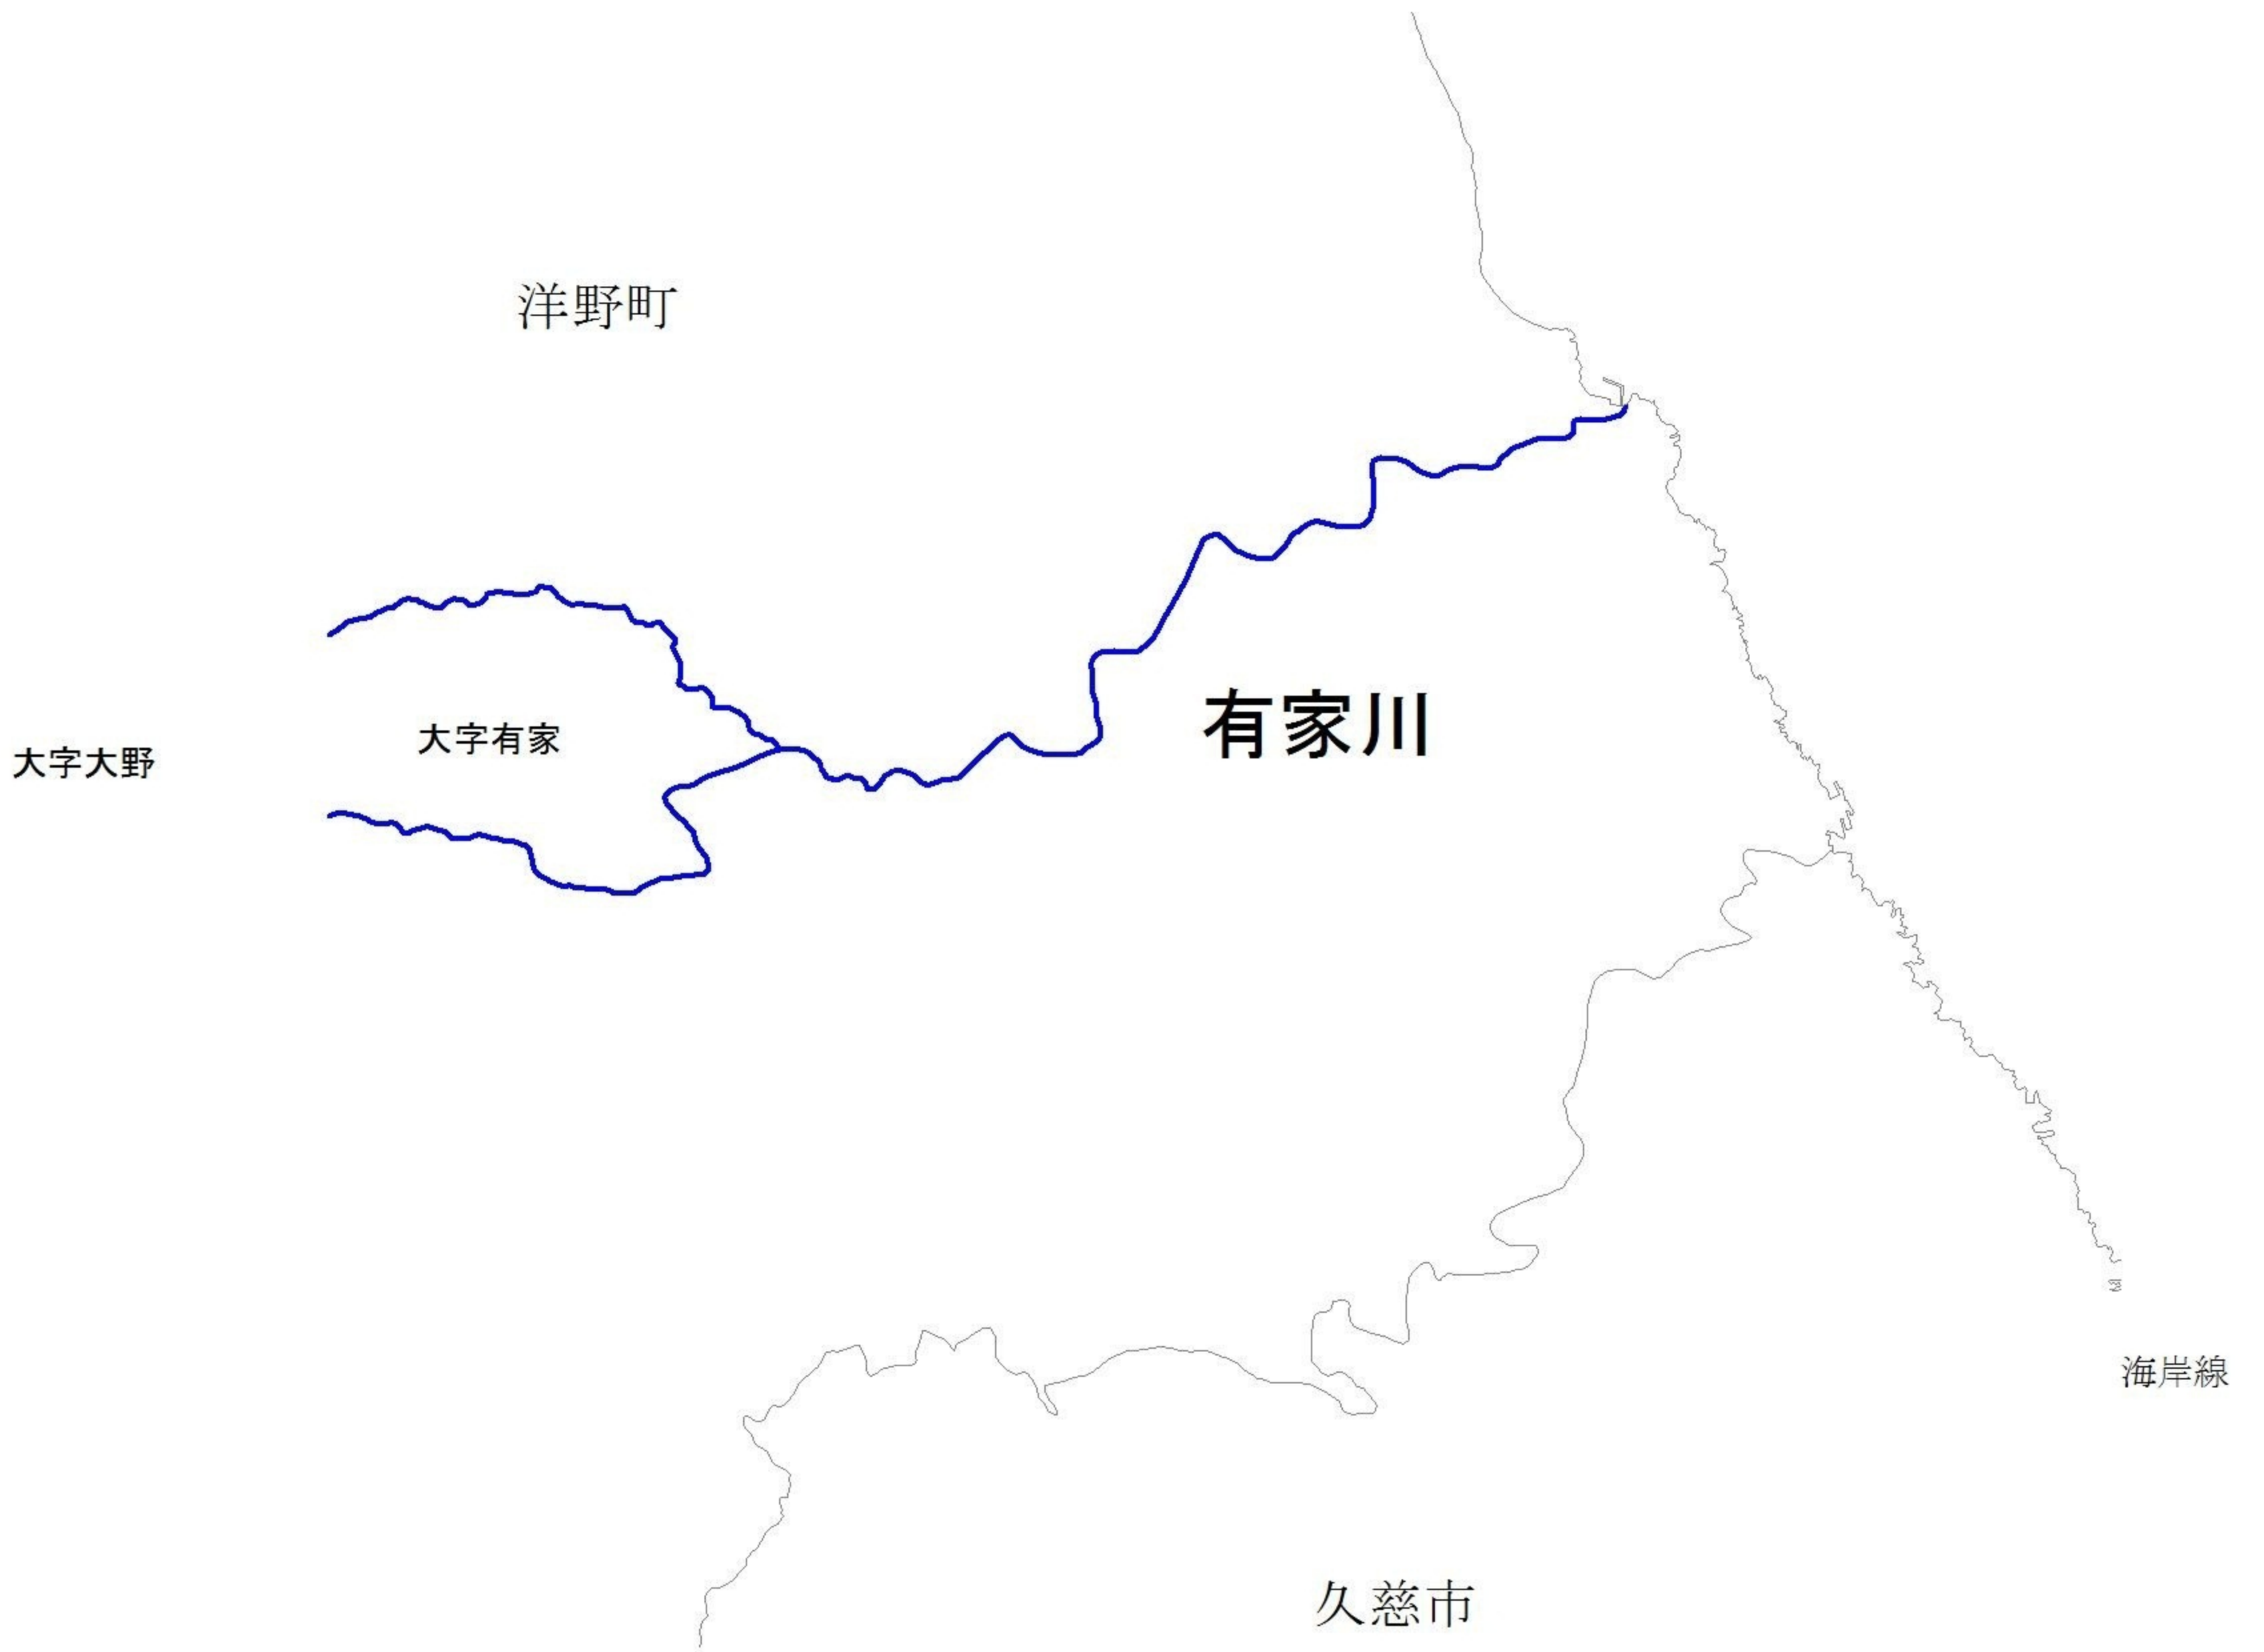 洋野町
有家川
大字有家
大字大野
海岸線
久慈市